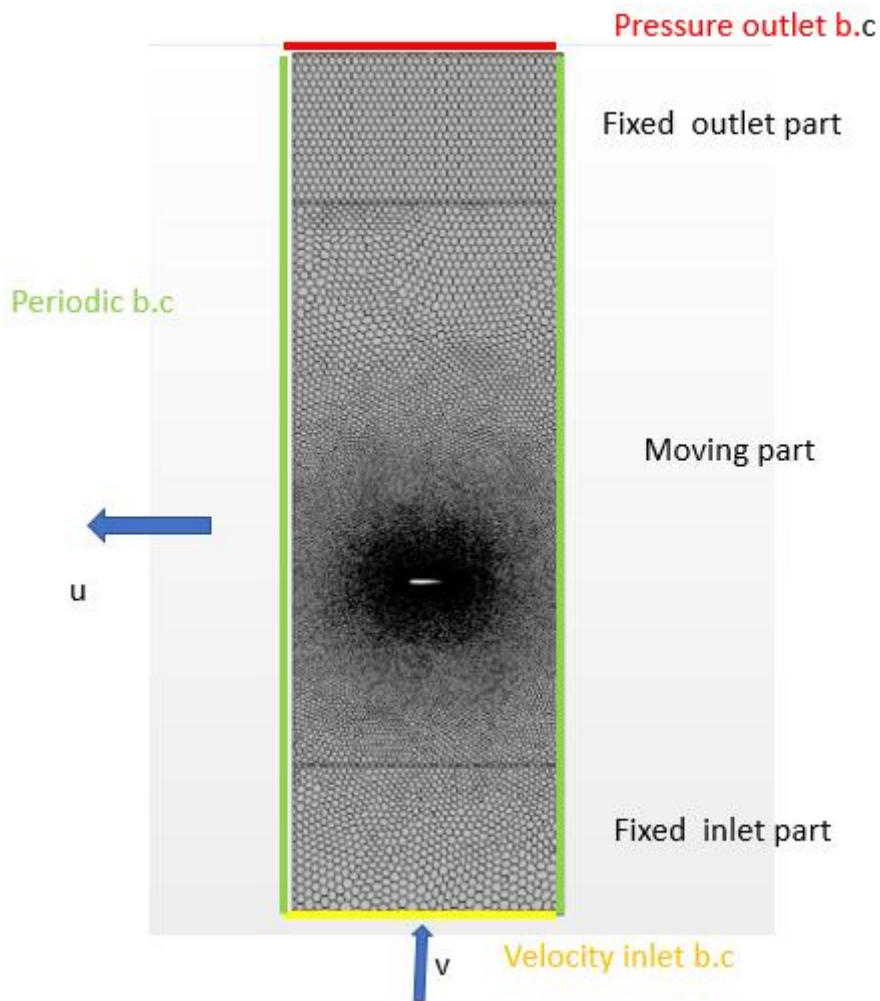 Pressure outlet b.c
Fixed outlet part
Periodic b.c
Moving part
u
Fixed inlet part
Velocity inlet b.c
v